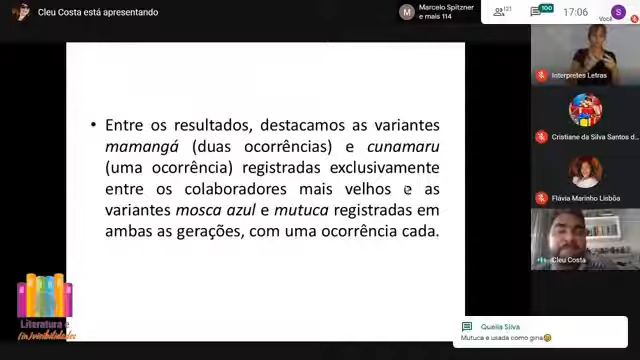 Cleu Costa está apresentando
M
Marcelo Spitzner
e mais 114
121
100
17:06
Você
S
• Entre os resultados, destacamos as variantes
mamangá (duas ocorrências) e cunamaru
(uma ocorrência) registradas exclusivamente
entre os colaboradores mais velhos e as
variantes mosca azul e mutuca registradas em
ambas as gerações, com uma ocorrência cada.
Interpretes Letras
Cristiane da Silva Santos d...
Flávia Marinho Lisbôa
Cleu Costa
Literatura e
(in)visibilidades
Quelia Silva
Mutuca e usada como giria